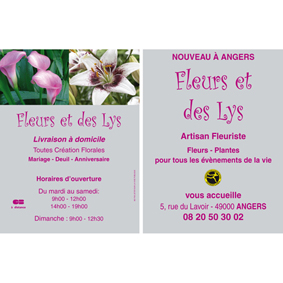 Fleurs et des Lys
Livraison à domicile
Toutes Création Florales
Mariage - Deuil - Anniversaire
Horaires d'ouverture
Du mardi au samedi:
9h00 - 12h00
14h00 - 19h00
Dimanche : 9h00 - 12h30
NOUVEAU À ANGERS
Fleurs et
des Lys
Artisan Fleuriste
Fleurs - Plantes
pour tous les évènements de la vie
vous accueille
5, rue du Lavoir - 49000 ANGERS
08 20 50 30 02